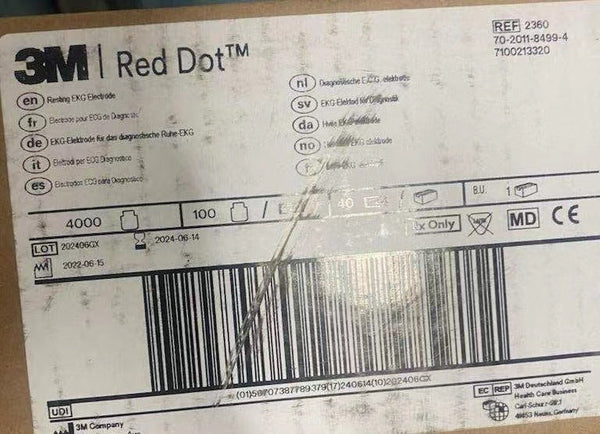 3M | Red Dot™
REF 2360
70-2011-8499-4
7100213320
en Resting EKG Electrode
fr Electrode pour ECG de Diagnostic
de EKG-Elektrode für das diagnostische Ruhe-EKG
it Elettrodi per ECG Diagnostico
es Electrodos ECG para Diagnostico
nl Diagnostische E.C.G. elektrode
sv EKG Elektrod för Diagnostik
da
no elektrode
4000
100 /
40 /
B.U. 1
LOT 202406GX
2024-06-14
Rx Only
MD CE
2022-06-15
(17)240614(10)202406GX
UDI
3M Company
EC REP 3M Deutschland GmbH
Health Care Business
Carl-Schurz-Str.1
41453 Neuss, Germany